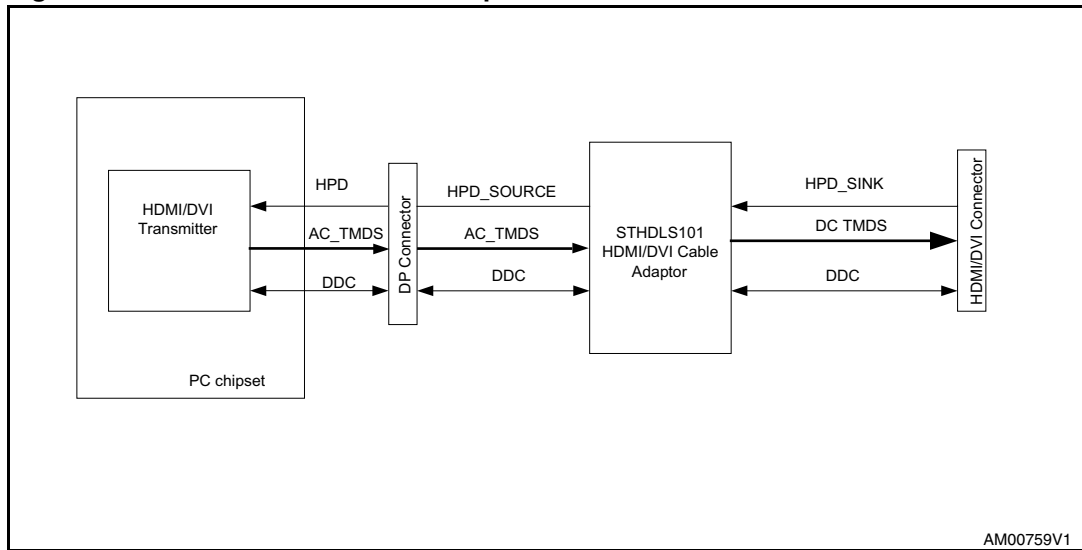 HDMI/DVI
Transmitter
PC chipset
HPD
AC_TMDS
DDC
DP Connector
HPD_SOURCE
AC_TMDS
DDC
STHDLS101
HDMI/DVI Cable
Adaptor
HPD_SINK
DC TMDS
DDC
HDMI/DVI Connector
AM00759V1